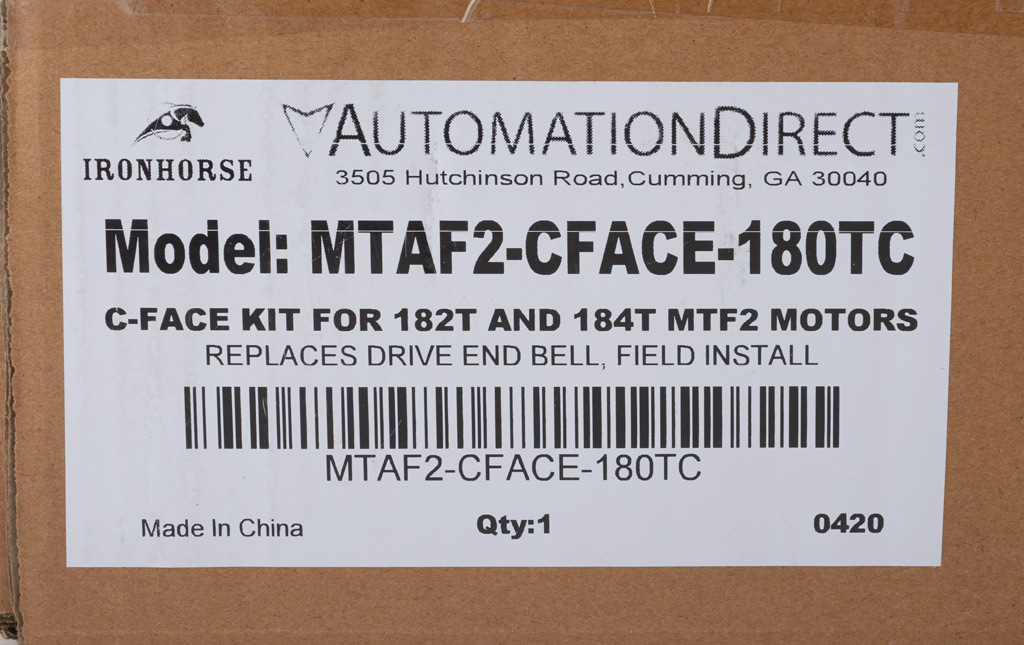 IRONHORSE
AUTOMATIONDIRECT.com
3505 Hutchinson Road,Cumming, GA 30040
Model: MTAF2-CFACE-180TC
C-FACE KIT FOR 182T AND 184T MTF2 MOTORS
REPLACES DRIVE END BELL, FIELD INSTALL
MTAF2-CFACE-180TC
Made In China Qty:1 0420